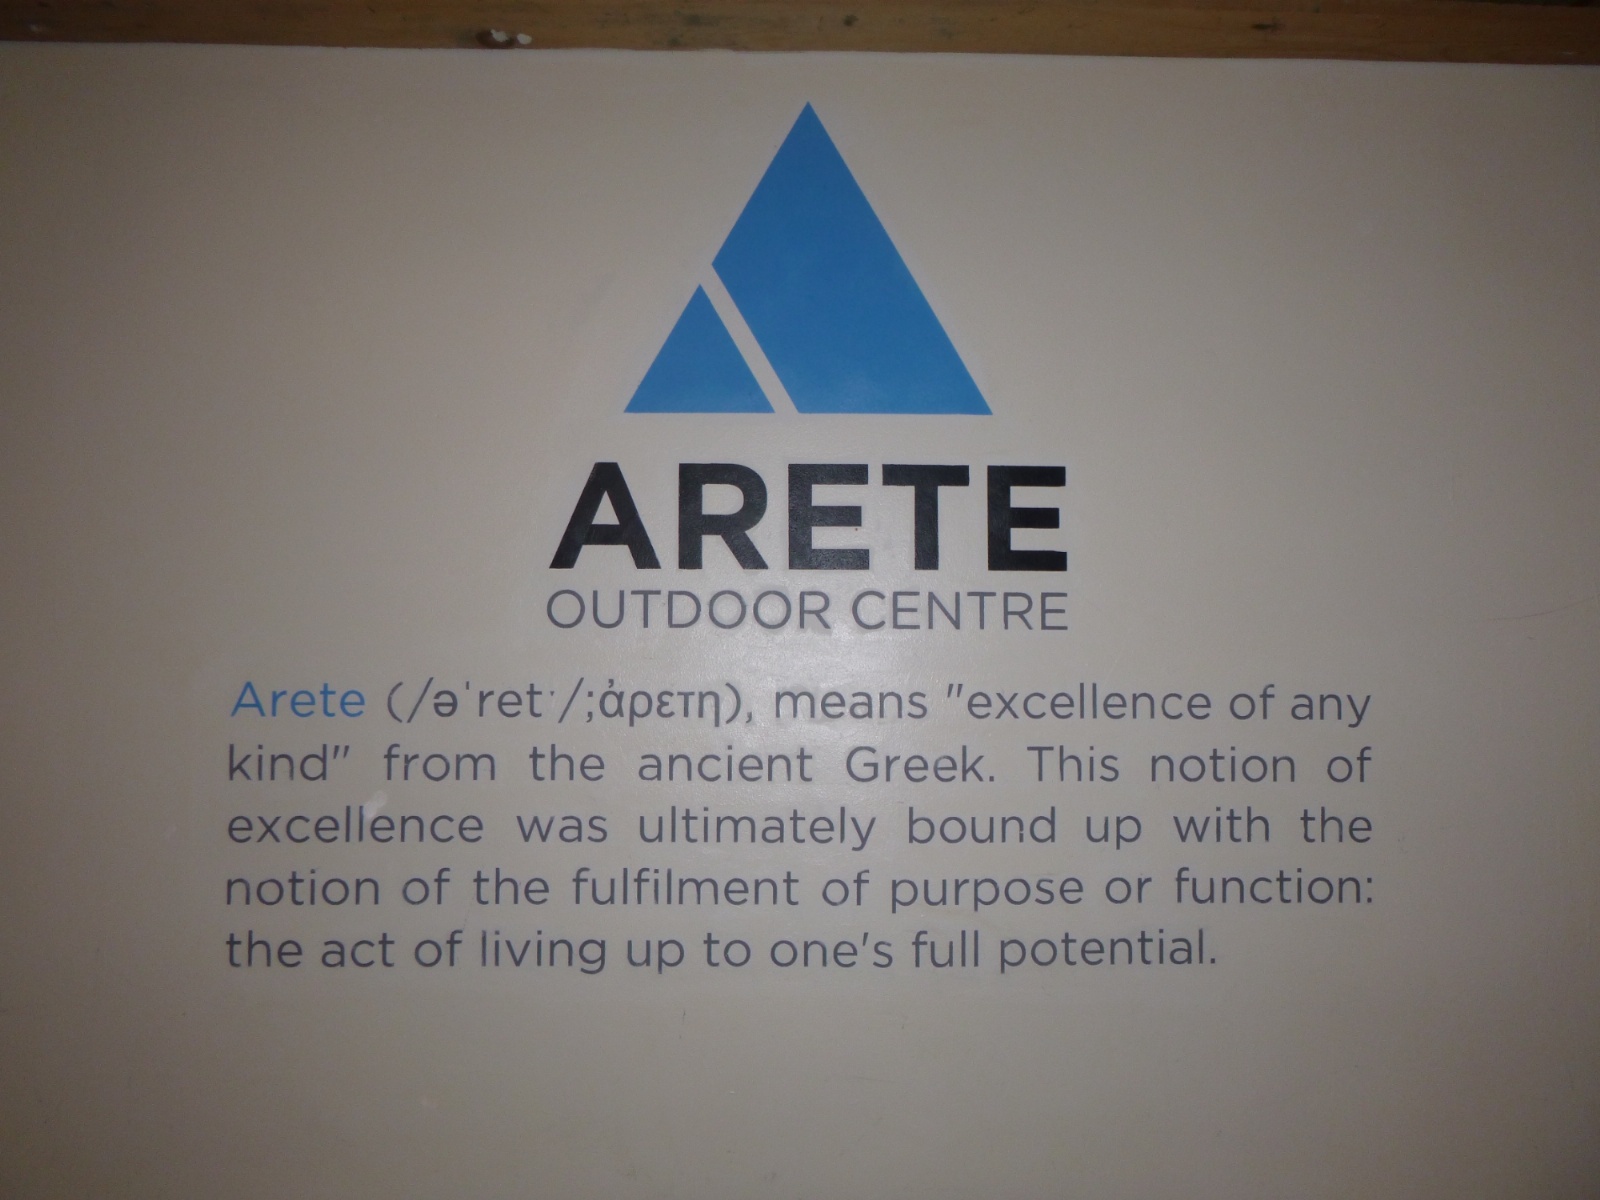 ARETE
OUTDOOR CENTRE
Arete (/əˈretˑ/;ἀρετη), means "excellence of any
kind" from the ancient Greek. This notion of
excellence was ultimately bound up with the
notion of the fulfilment of purpose or function:
the act of living up to one's full potential.